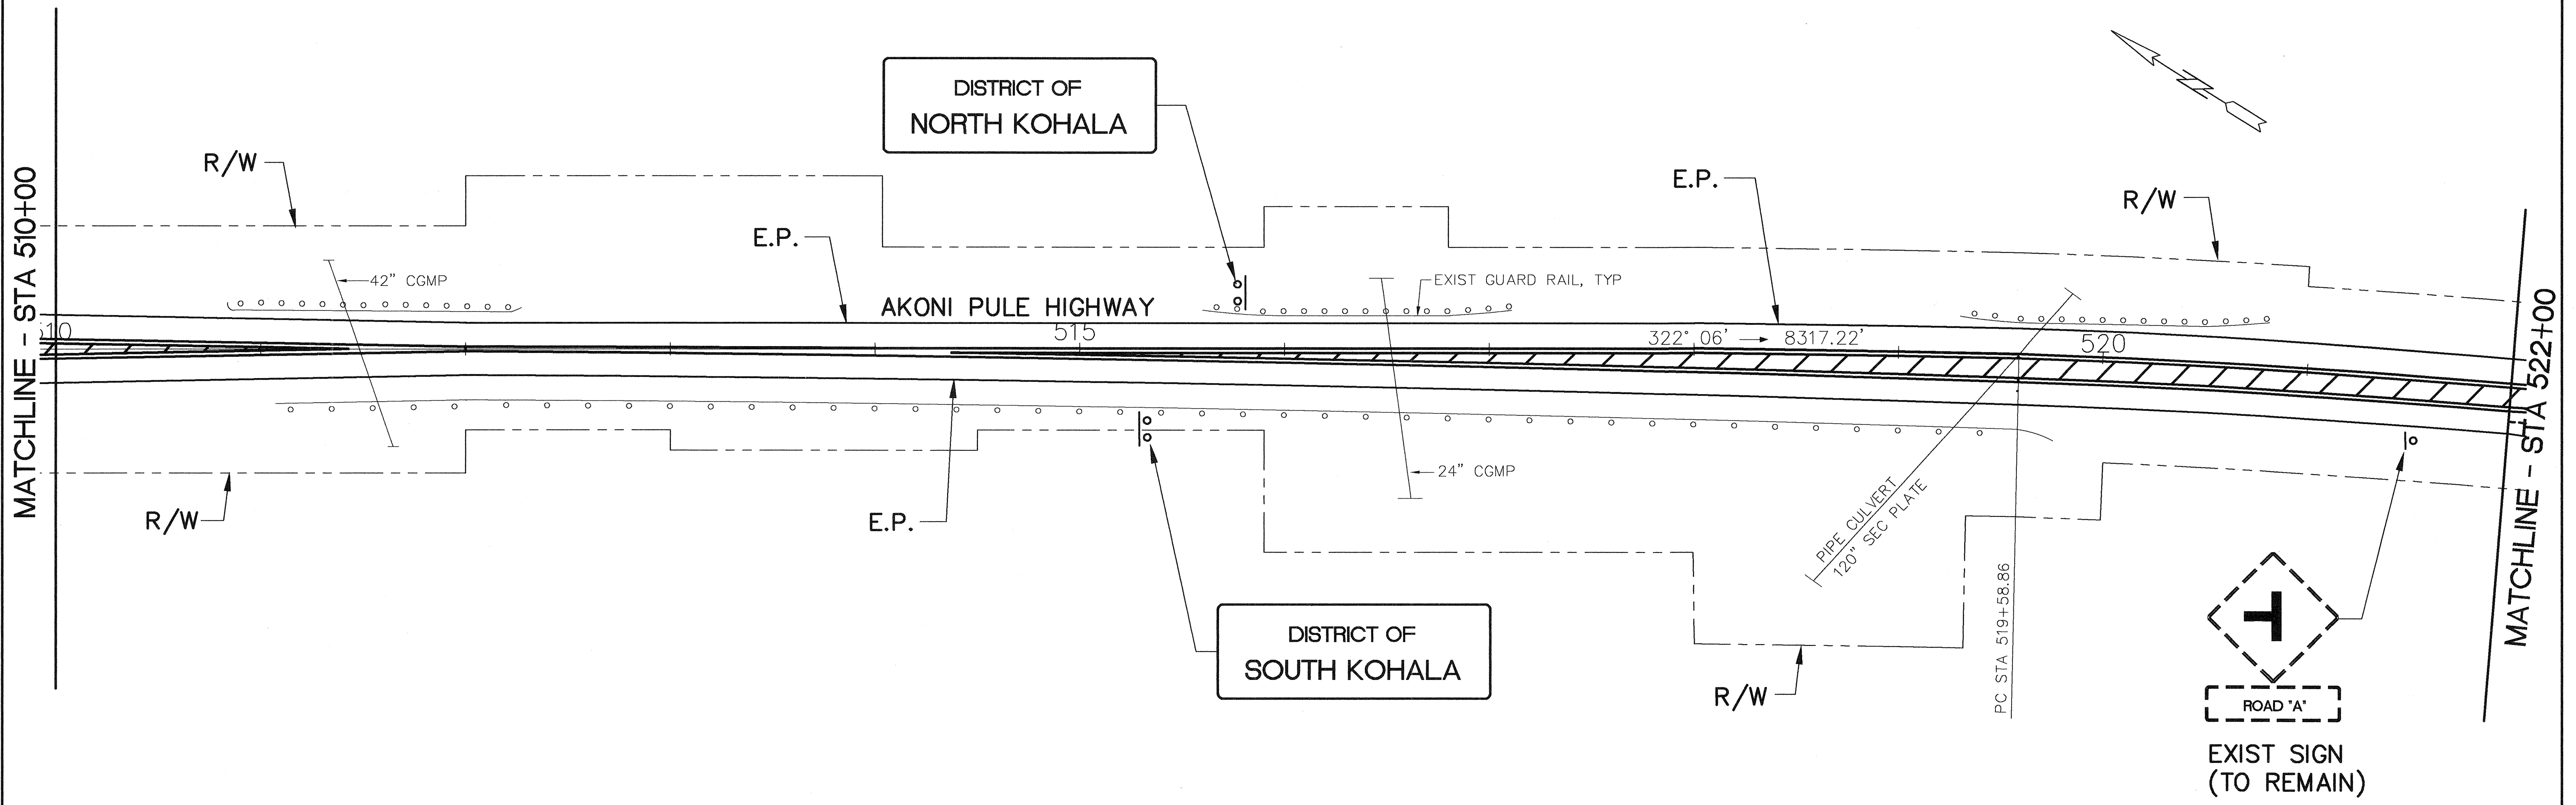 MATCHLINE - STA 510+00
R/W
DISTRICT OF
NORTH KOHALA
E.P.
E.P.
R/W
N
42" CGMP
EXIST GUARD RAIL, TYP
AKONI PULE HIGHWAY
510
515
322° 06' 8317.22'
520
MATCHLINE - STA 522+00
R/W
E.P.
24" CGMP
PIPE CULVERT
120" SEC PLATE
PC STA 519+58.86
DISTRICT OF
SOUTH KOHALA
R/W
ROAD "A"
EXIST SIGN
(TO REMAIN)